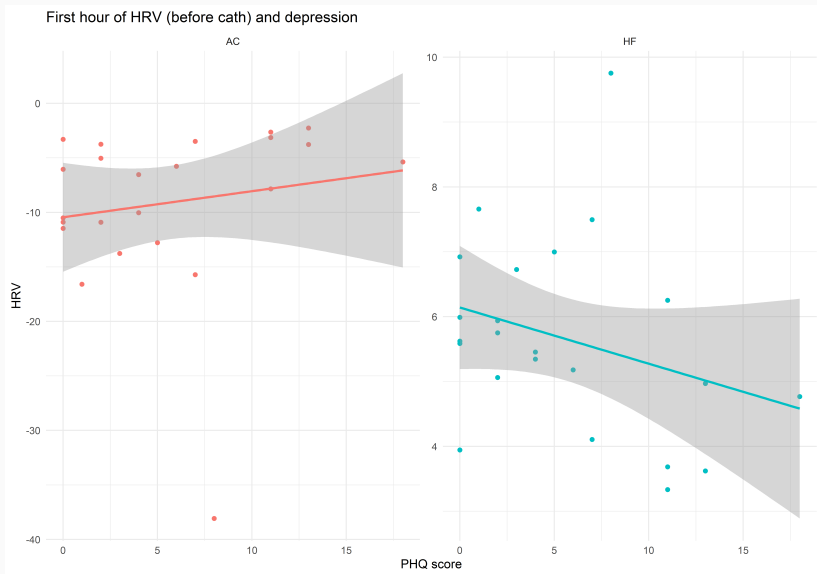 First hour of HRV (before cath) and depression
AC
HF
HRV
0
-10
-20
-30
-40
10
8
6
4
0 5 10 15
0 5 10 15
PHQ score